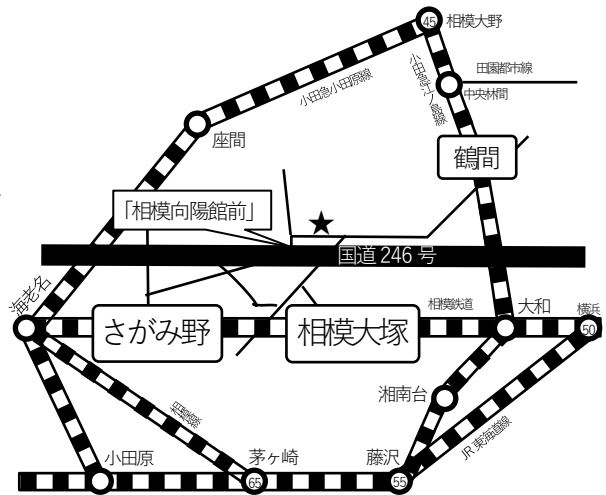 45
相模大野
小田急小田原線
小田急江ノ島線
田園都市線
中央林間
座間
鶴間
「相模向陽館前」
★
国道 246 号
海老名
さがみ野
相模大塚
相模鉄道
大和
横浜
50
相模線
湘南台
JR 東海道線
小田原
茅ヶ崎
藤沢
65
55